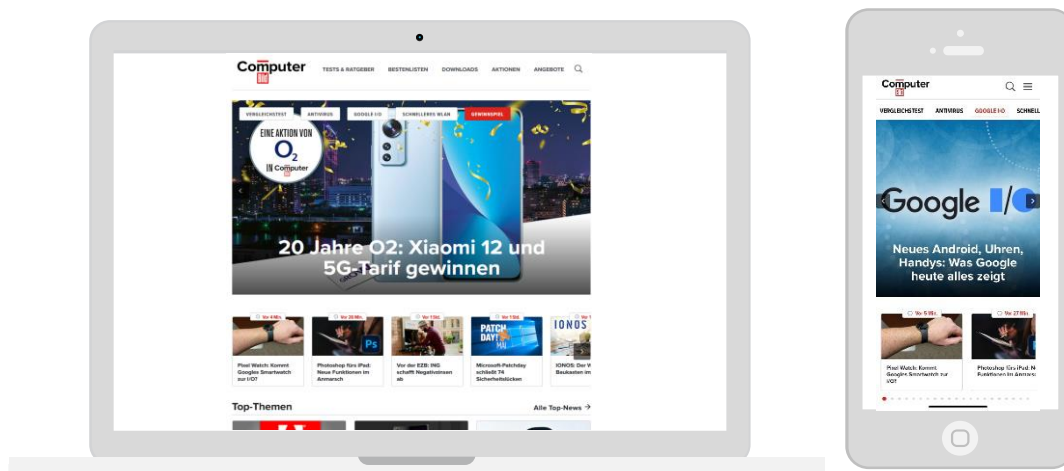 Computer
Bild
TESTS & RATGEBER BESTENLISTEN DOWNLOADS AKTIONEN ANGEBOTE
VERGLEICHSTEST ANTIVIRUS GOOGLE I/O SCHNELLERES WLAN GEWINNSPIEL
EINE AKTION VON
O2
Computer
20 Jahre O2: Xiaomi 12 und
5G-Tarif gewinnen
Vor 4 Min.
Pixel Watch: Kommt
Googles Smartwatch
zur I/O?
Vor 26 Min.
Ps
Photoshop fürs iPad:
Neue Funktionen im
Anmarsch
Vor 1 Std.
Vor der EZB: ING
schafft Negativzinsen
ab
Vor 1 Std.
PATCH
DAY!
MAI
Microsoft-Patchday
schließt 74
Sicherheitslücken
IONOS
IONOS: Der
Baukasten im
Top-Themen
Alle Top-News →
Computer
VERGLEICHSTEST ANTIVIRUS GOOGLE I/O SCHNELL
Google I/O
Neues Android, Uhren,
Handys: Was Google
heute alles zeigt
Vor 5 Min.
Pixel Watch: Kommt
Googles Smartwatch zur
I/O?
Vor 27 Min.
Ps
Photoshop fürs iPad: N
Funktionen im Anmarsc